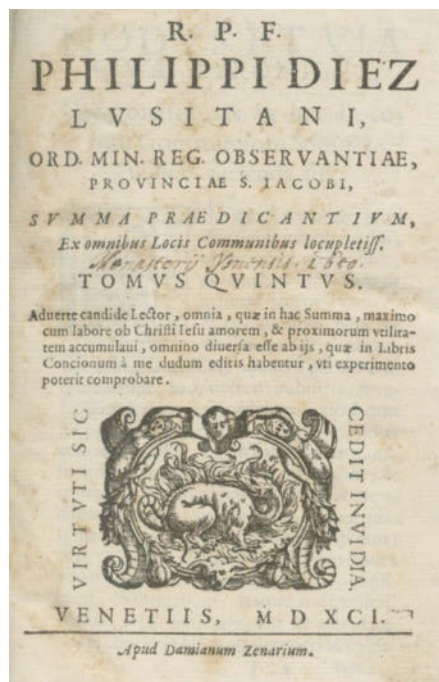 R. P. F.
PHILIPPI DIEZ
LVSITANI,
ORD. MIN. REG. OBSERVANTIAE,
PROVINCIAE S. IACOBI,
SVMMA PRAEDICANTIVM,
Ex omnibus Locis Communibus locupletiſſ.
Monasterij
TOMVS QVINTVS.
Aduerte candide Lector, omnia, quæ in hac Summa, maximo
cum labore ob Chriſti Ieſu amorem, & proximorum vtilita-
tem accumulaui, omnino diuerſa eſſe ab ijs, quæ in Libris
Concionum à me dudum editis habentur, vti experimento
poterit comprobare.
VIRTVTI SIC
CEDIT INVIDIA.
VENETIIS, M D XCI.
Apud Damianum Zenarium.